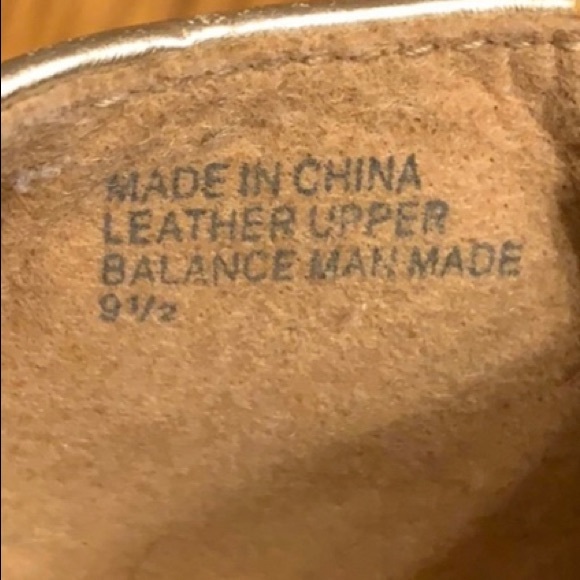 MADE IN CHINA
LEATHER UPPER
BALANCE MAN MADE
9 1/2